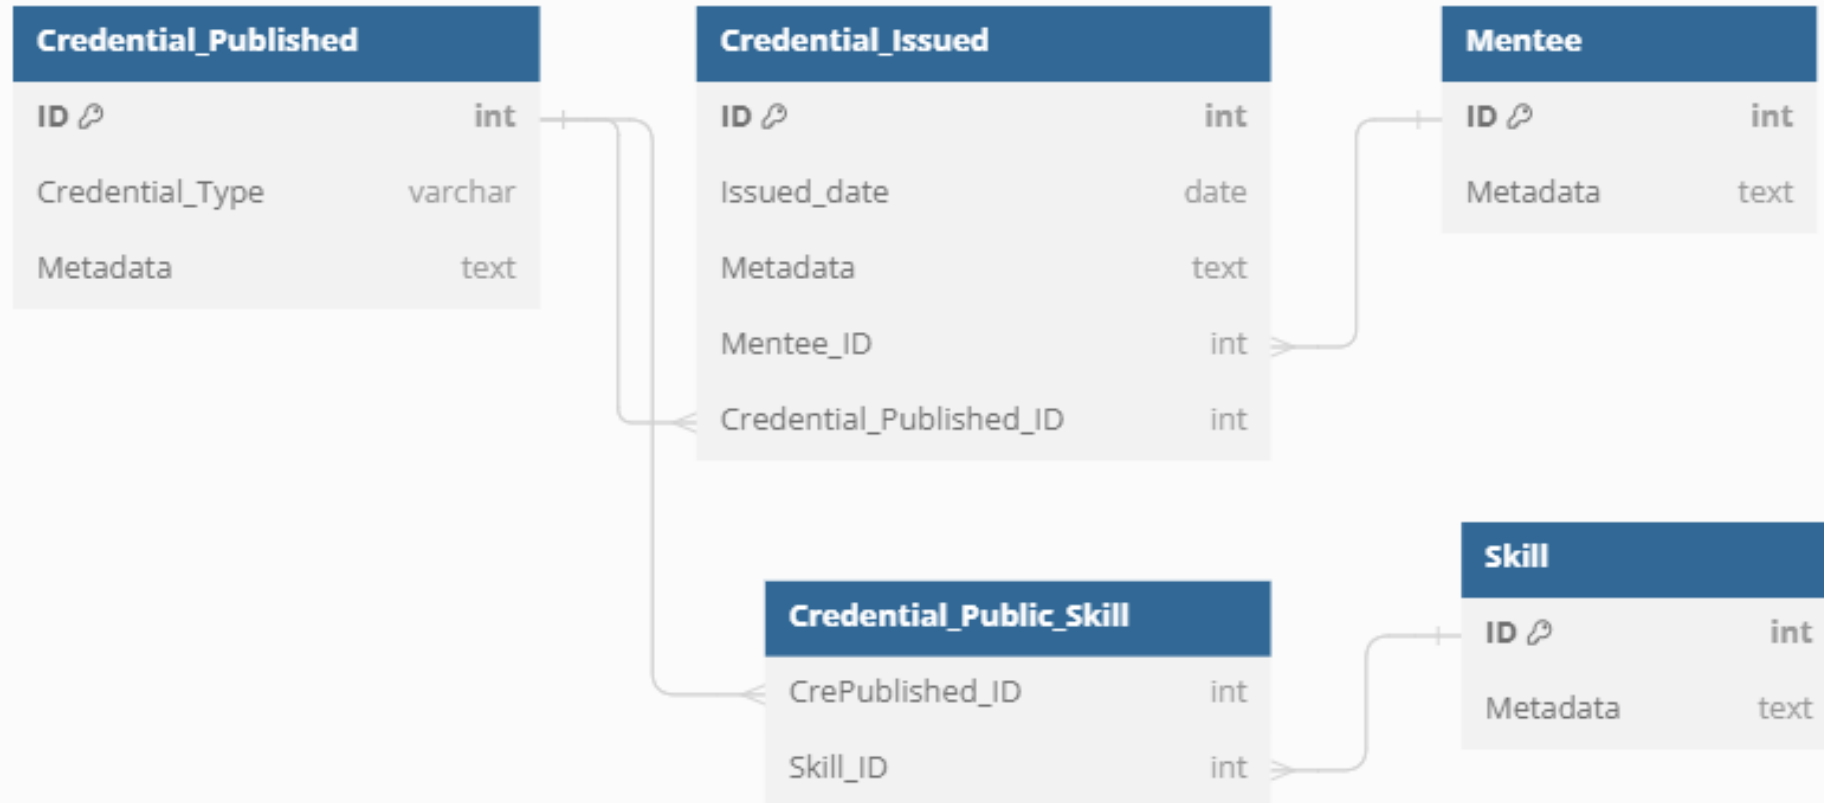 Credential_Published
ID int
Credential_Type varchar
Metadata text
Credential_Issued
ID int
Issued_date date
Metadata text
Mentee_ID int
Credential_Published_ID int
Mentee
ID int
Metadata text
Credential_Public_Skill
CrePublished_ID int
Skill_ID int
Skill
ID int
Metadata text